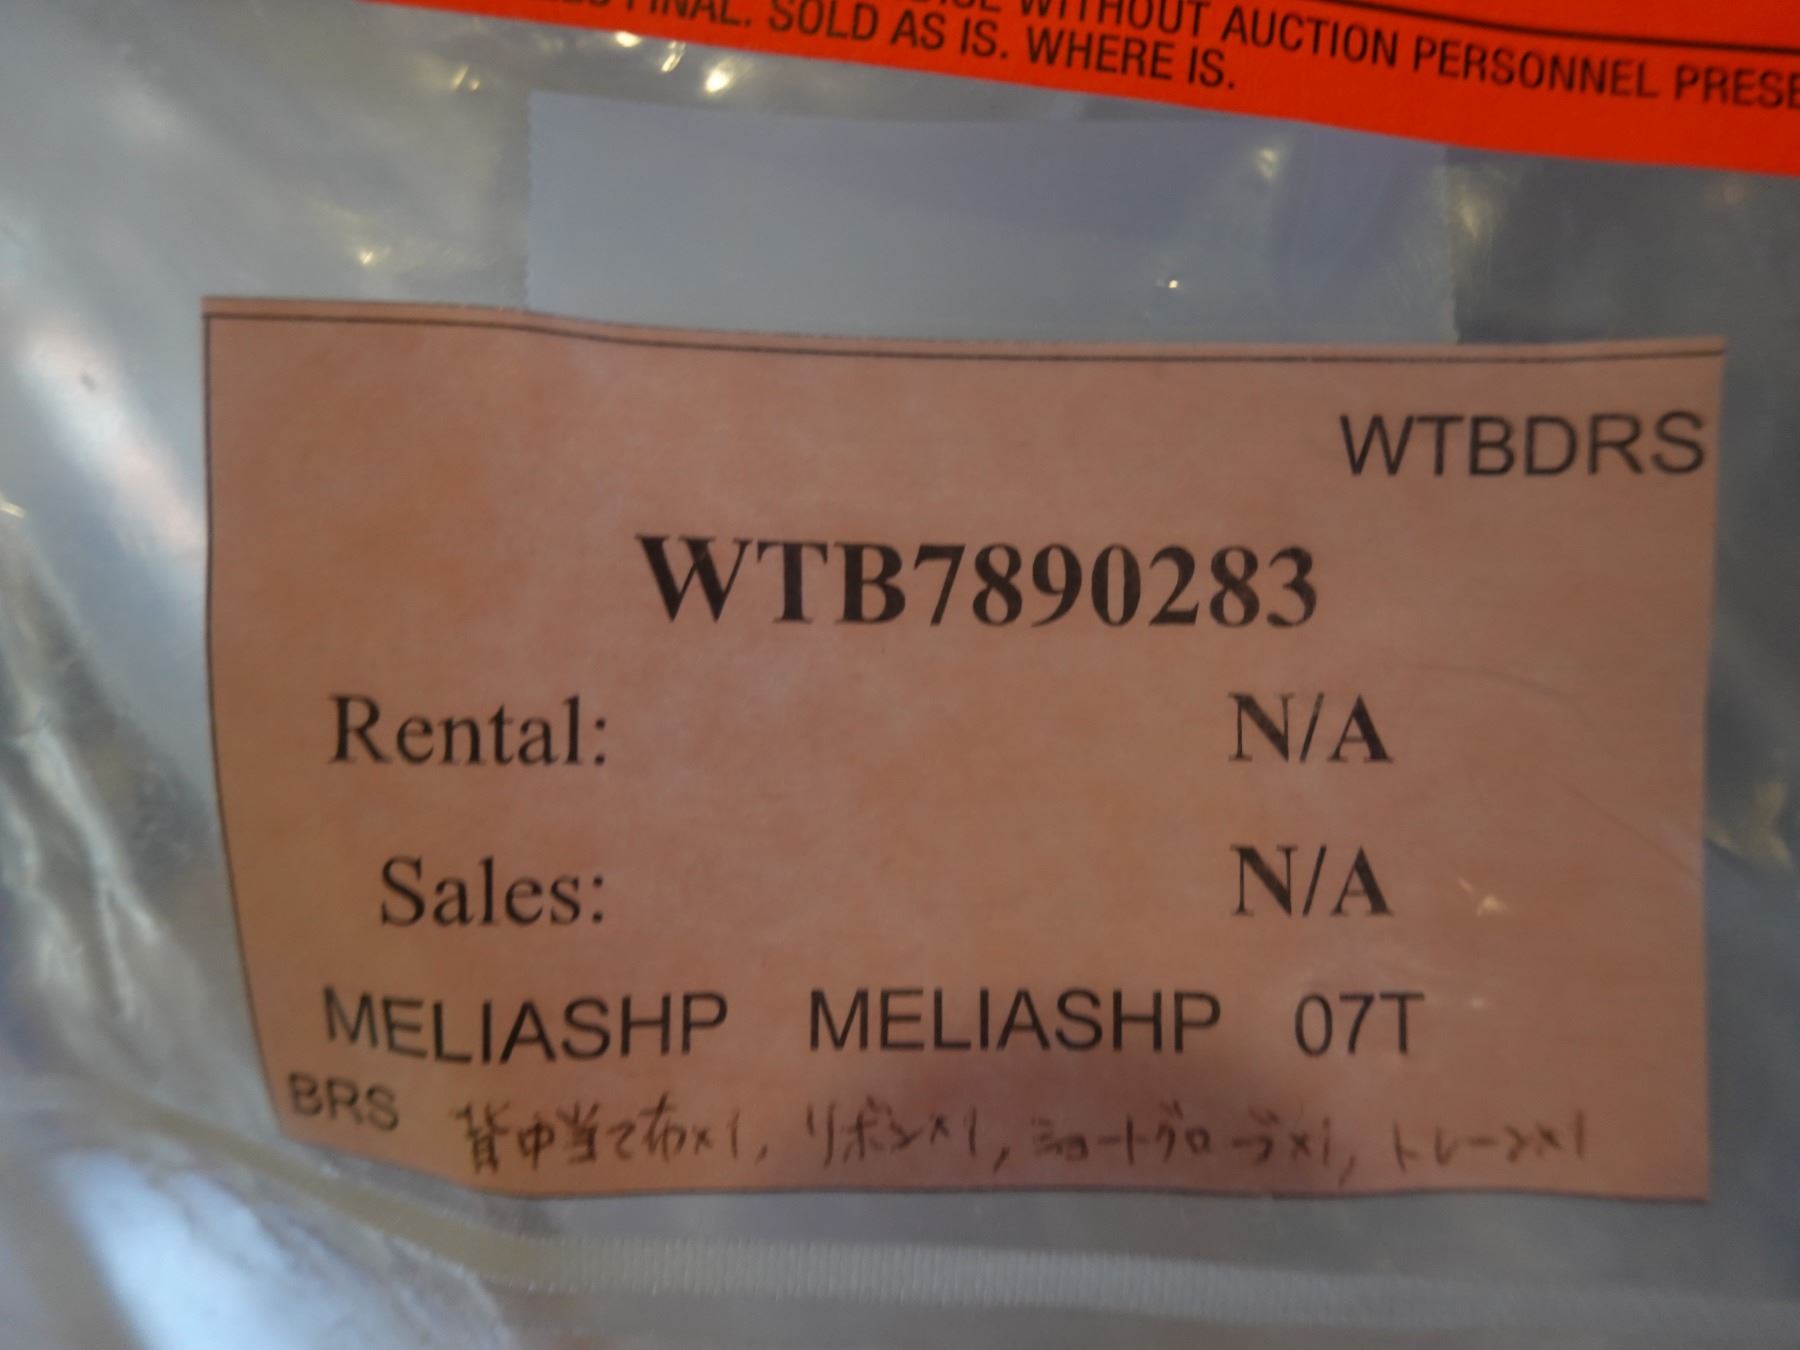 WITHOUT AUCTION PERSONNEL
FINAL. SOLD AS IS. WHERE IS.
WTBDRS
WTB7890283
Rental: N/A
Sales: N/A
MELIASHP MELIASHP 07T
BRS 背中当て布×1, リボン×1, ショートグローブ×1, トレーン×1